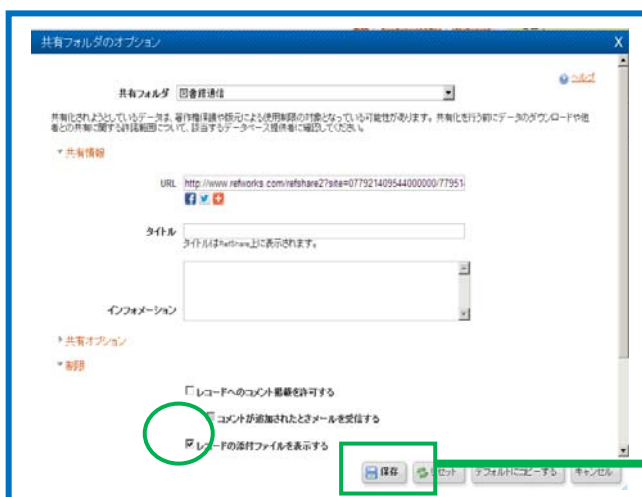 共有フォルダのオプション X
ヘルプ
共有フォルダ 図書館通信
共有化されようとしているデータは、著作権保護や版元による使用制限の対象となっている可能性があります。共有化を行う前にデータのダウンロードや他
者との共有に関する許諾範囲について、該当するデータベース提供者に確認してください。
共有情報
URL http://www.refworks.com/refshare2?site=077921409544000000/77951
タイトル
タイトルはRefShare上に表示されます。
インフォメーション
共有オプション
制限
レコードへのコメント掲載を許可する
コメントが追加されたときメールを受信する
レコードの添付ファイルを表示する
保存 リセット デフォルトにコピーする キャンセル